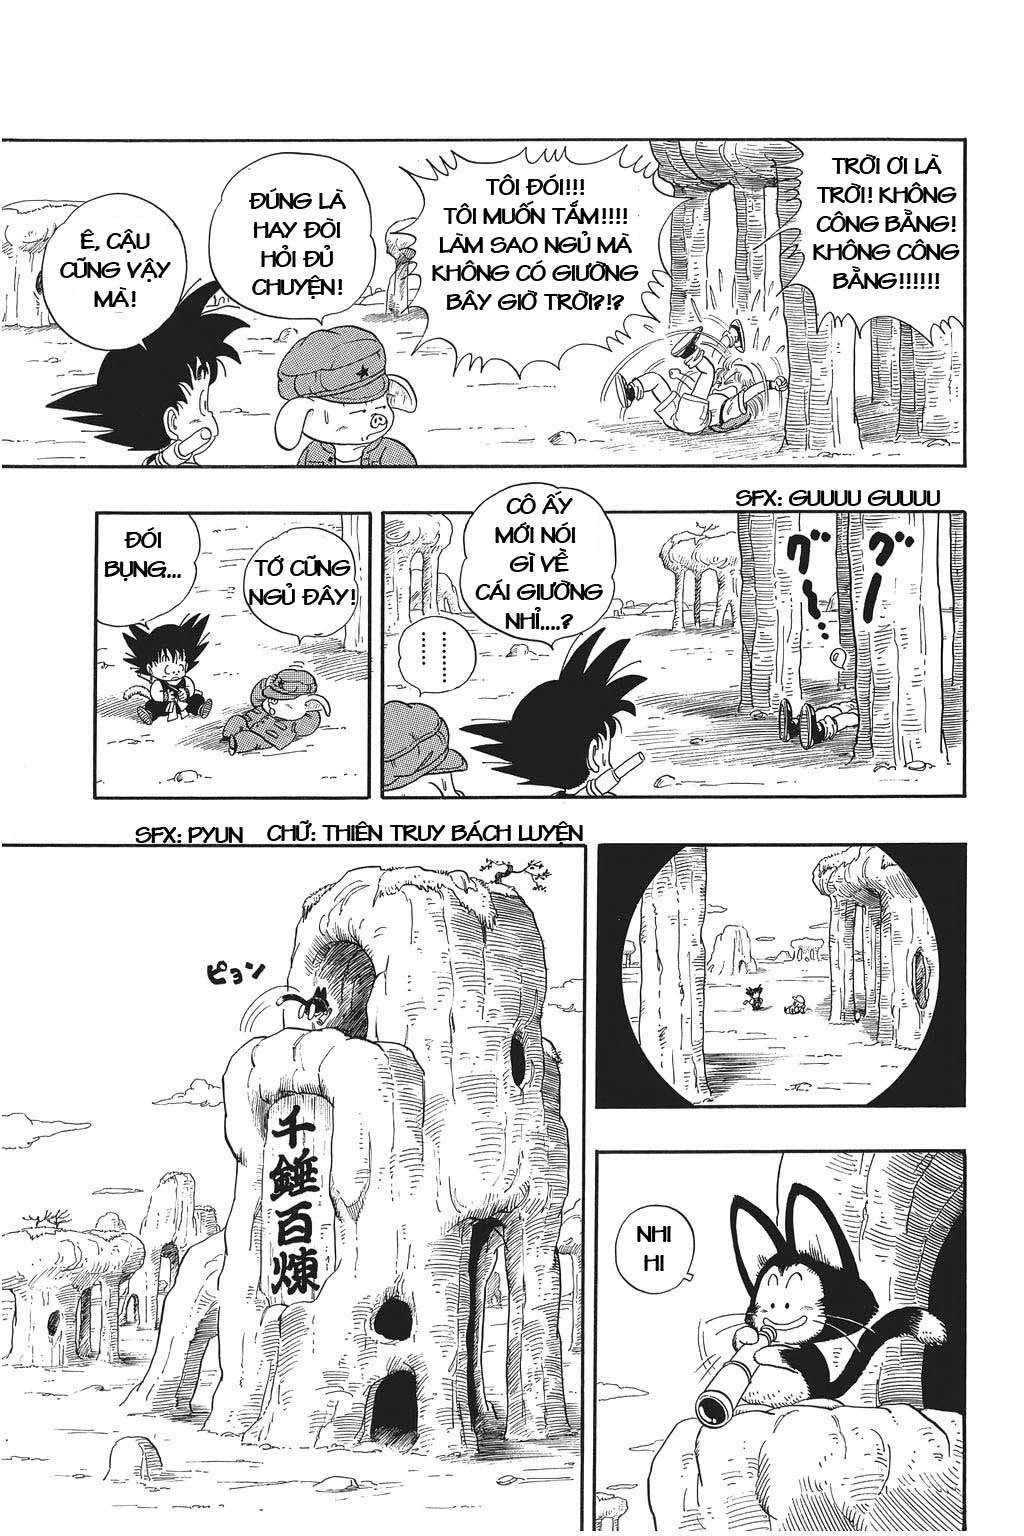 TRỜI ƠI LÀ
TRỜI! KHÔNG
CÔNG BẰNG!
KHÔNG CÔNG
BẰNG!!!!!!
TÔI ĐÓI!!!
TÔI MUỐN TẮM!!!!
LÀM SAO NGỦ MÀ
KHÔNG CÓ GIƯỜNG
BÂY GIỜ TRỜI?!?
ĐÚNG LÀ
HAY ĐÒI
HỎI ĐỦ
CHUYỆN!
Ê, CẬU
CŨNG VẬY
MÀ!
SFX: GUUUU GUUUU
グー
グー…
CÔ ẤY
MỚI NÓI
GÌ VỀ
CÁI GIƯỜNG
NHỈ....?
......
......
TỚ CŨNG
NGỦ ĐÂY!
ĐÓI
BỤNG...
NHI
HI
SFX: PYUN
CHỮ: THIÊN TRUY BÁCH LUYỆN
ピョン
千錘百煉